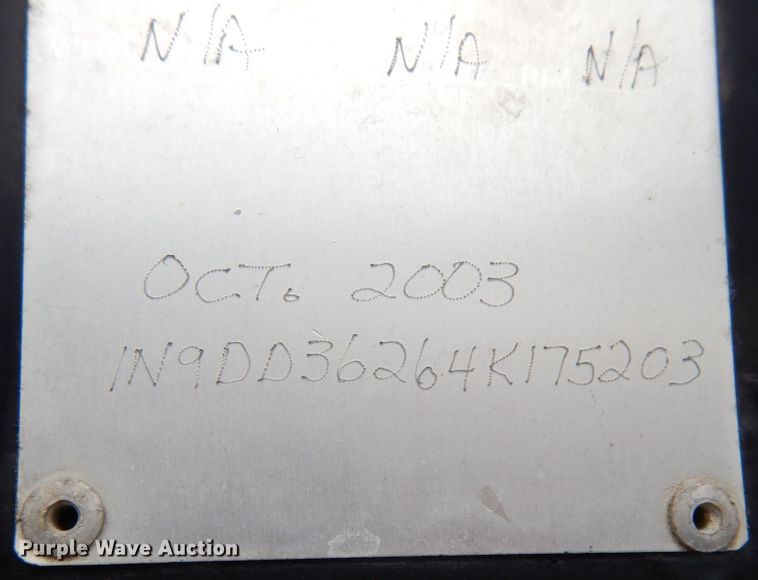 N/A N/A N/A
OCT. 2003
1N9DD36264K175203
Purple Wave Auction